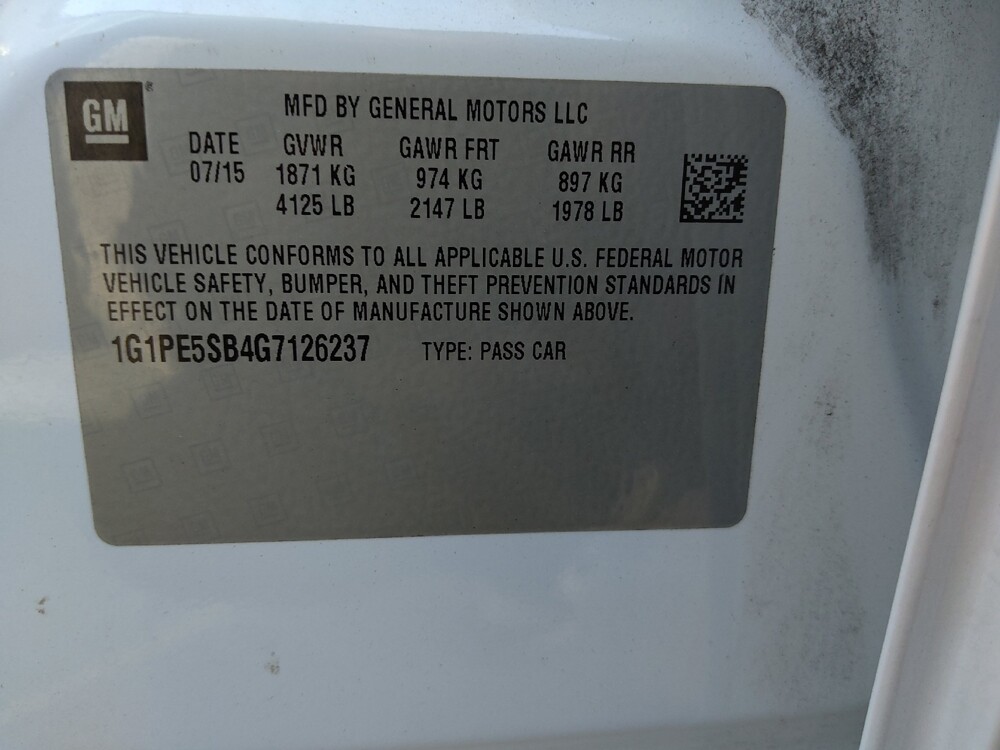 GM
MFD BY GENERAL MOTORS LLC
DATE GVWR GAWR FRT GAWR RR
07/15 1871 KG 974 KG 897 KG
4125 LB 2147 LB 1978 LB
THIS VEHICLE CONFORMS TO ALL APPLICABLE U.S. FEDERAL MOTOR
VEHICLE SAFETY, BUMPER, AND THEFT PREVENTION STANDARDS IN
EFFECT ON THE DATE OF MANUFACTURE SHOWN ABOVE.
1G1PE5SB4G7126237 TYPE: PASS CAR